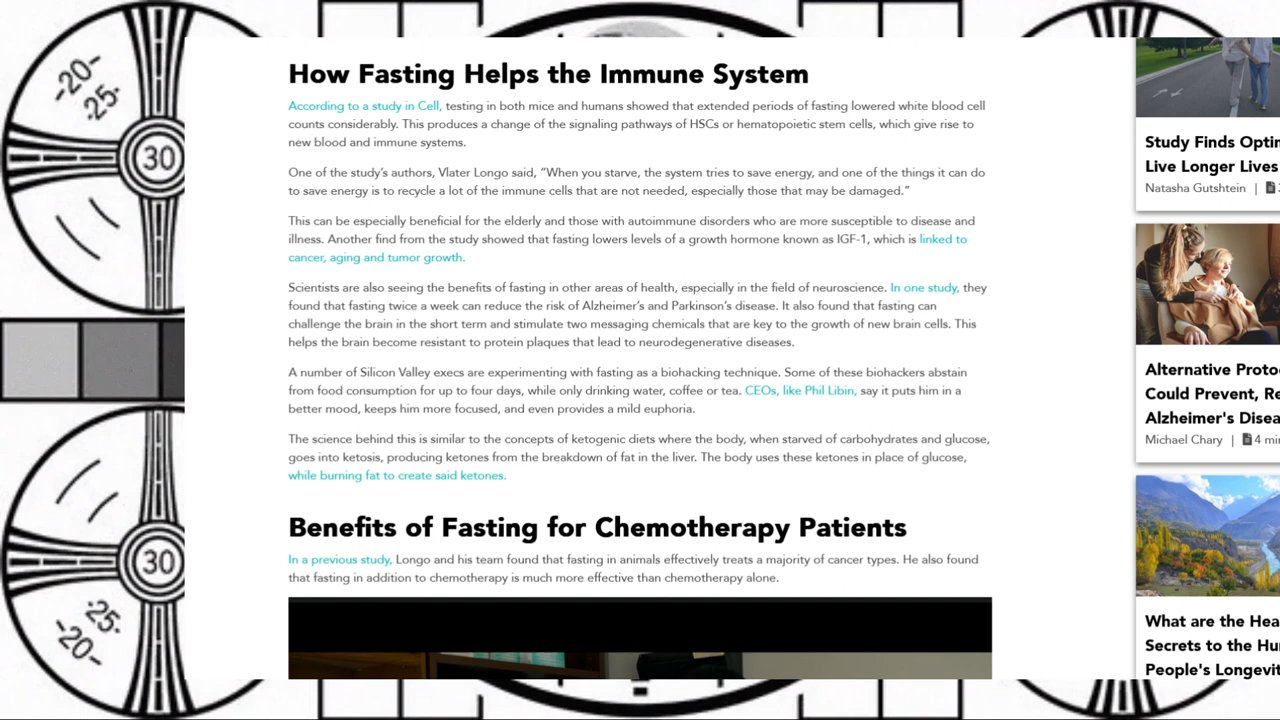 -20-
25.
30
How Fasting Helps the Immune System
According to a study in Cell, testing in both mice and humans showed that extended periods of fasting lowered white blood cell
counts considerably. This produces a change of the signaling pathways of HSCs or hematopoietic stem cells, which give rise to
new blood and immune systems.
One of the study's authors, Vlater Longo said, “When you starve, the system tries to save energy, and one of the things it can do
to save energy is to recycle a lot of the immune cells that are not needed, especially those that may be damaged.”
This can be especially beneficial for the elderly and those with autoimmune disorders who are more susceptible to disease and
illness. Another find from the study showed that fasting lowers levels of a growth hormone known as IGF-1, which is linked to
cancer, aging and tumor growth.
Scientists are also seeing the benefits of fasting in other areas of health, especially in the field of neuroscience. In one study, they
found that fasting twice a week can reduce the risk of Alzheimer's and Parkinson's disease. It also found that fasting can
challenge the brain in the short term and stimulate two messaging chemicals that are key to the growth of new brain cells. This
helps the brain become resistant to protein plaques that lead to neurodegenerative diseases.
A number of Silicon Valley execs are experimenting with fasting as a biohacking technique. Some of these biohackers abstain
from food consumption for up to four days, while only drinking water, coffee or tea. CEOs, like Phil Libin, say it puts him in a
better mood, keeps him more focused, and even provides a mild euphoria.
The science behind this is similar to the concepts of ketogenic diets where the body, when starved of carbohydrates and glucose,
goes into ketosis, producing ketones from the breakdown of fat in the liver. The body uses these ketones in place of glucose,
while burning fat to create said ketones.
Benefits of Fasting for Chemotherapy Patients
In a previous study, Longo and his team found that fasting in animals effectively treats a majority of cancer types. He also found
that fasting in addition to chemotherapy is much more effective than chemotherapy alone.
30
.25.
-20-
Study Finds
Live Longer Lives
Natasha Gutshtein |
Alternative
Could Prevent,
Alzheimer's
Michael Chary | 4
What are the
Secrets to the
People's